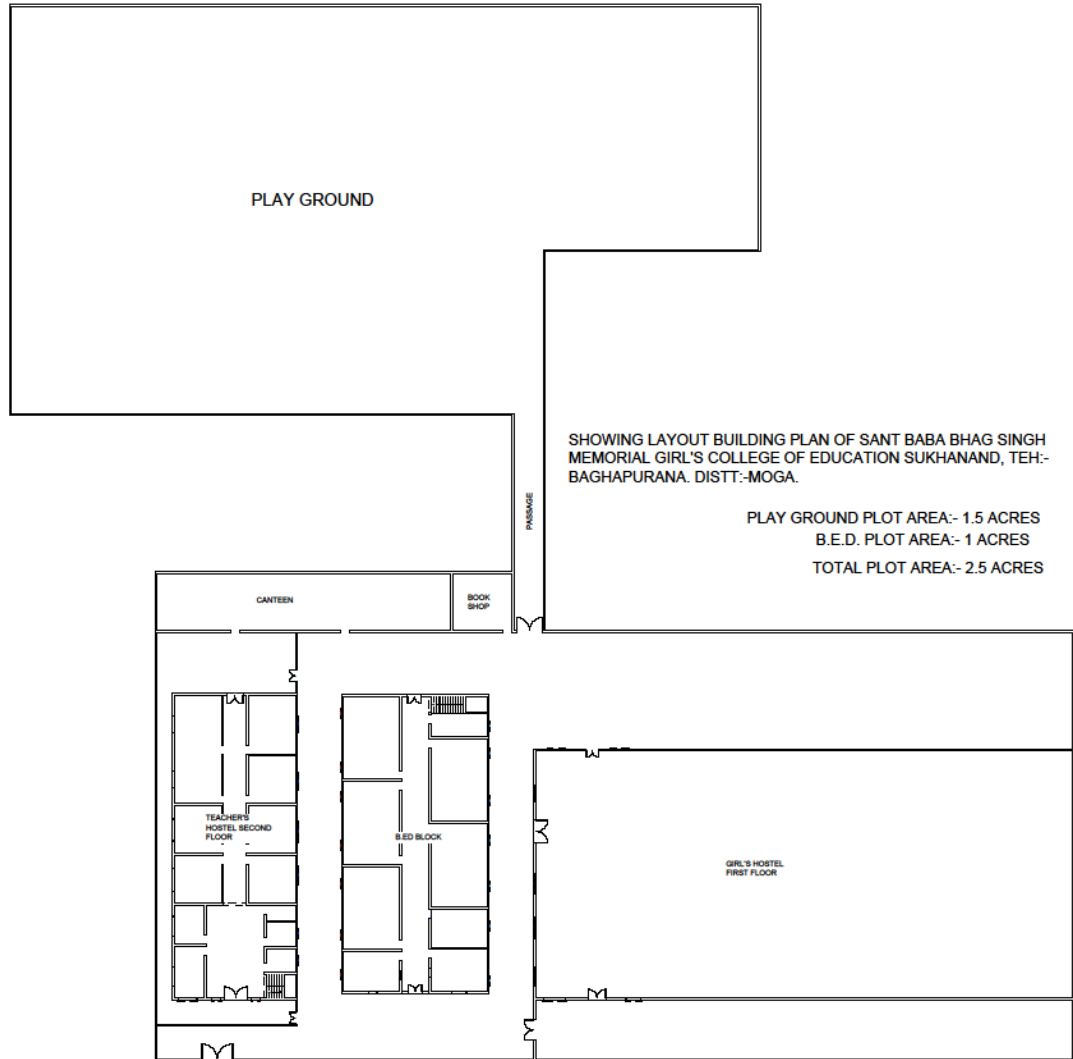 PLAY GROUND
SHOWING LAYOUT BUILDING PLAN OF SANT BABA BHAG SINGH
MEMORIAL GIRL'S COLLEGE OF EDUCATION SUKHANAND, TEH:-
BAGHAPURANA. DISTT:-MOGA.
PLAY GROUND PLOT AREA:- 1.5 ACRES
B.E.D. PLOT AREA:- 1 ACRES
TOTAL PLOT AREA:- 2.5 ACRES
PASSAGE
CANTEEN
BOOK
SHOP
TEACHER'S
HOSTEL SECOND
FLOOR
B.ED BLOCK
GIRL'S HOSTEL
FIRST FLOOR